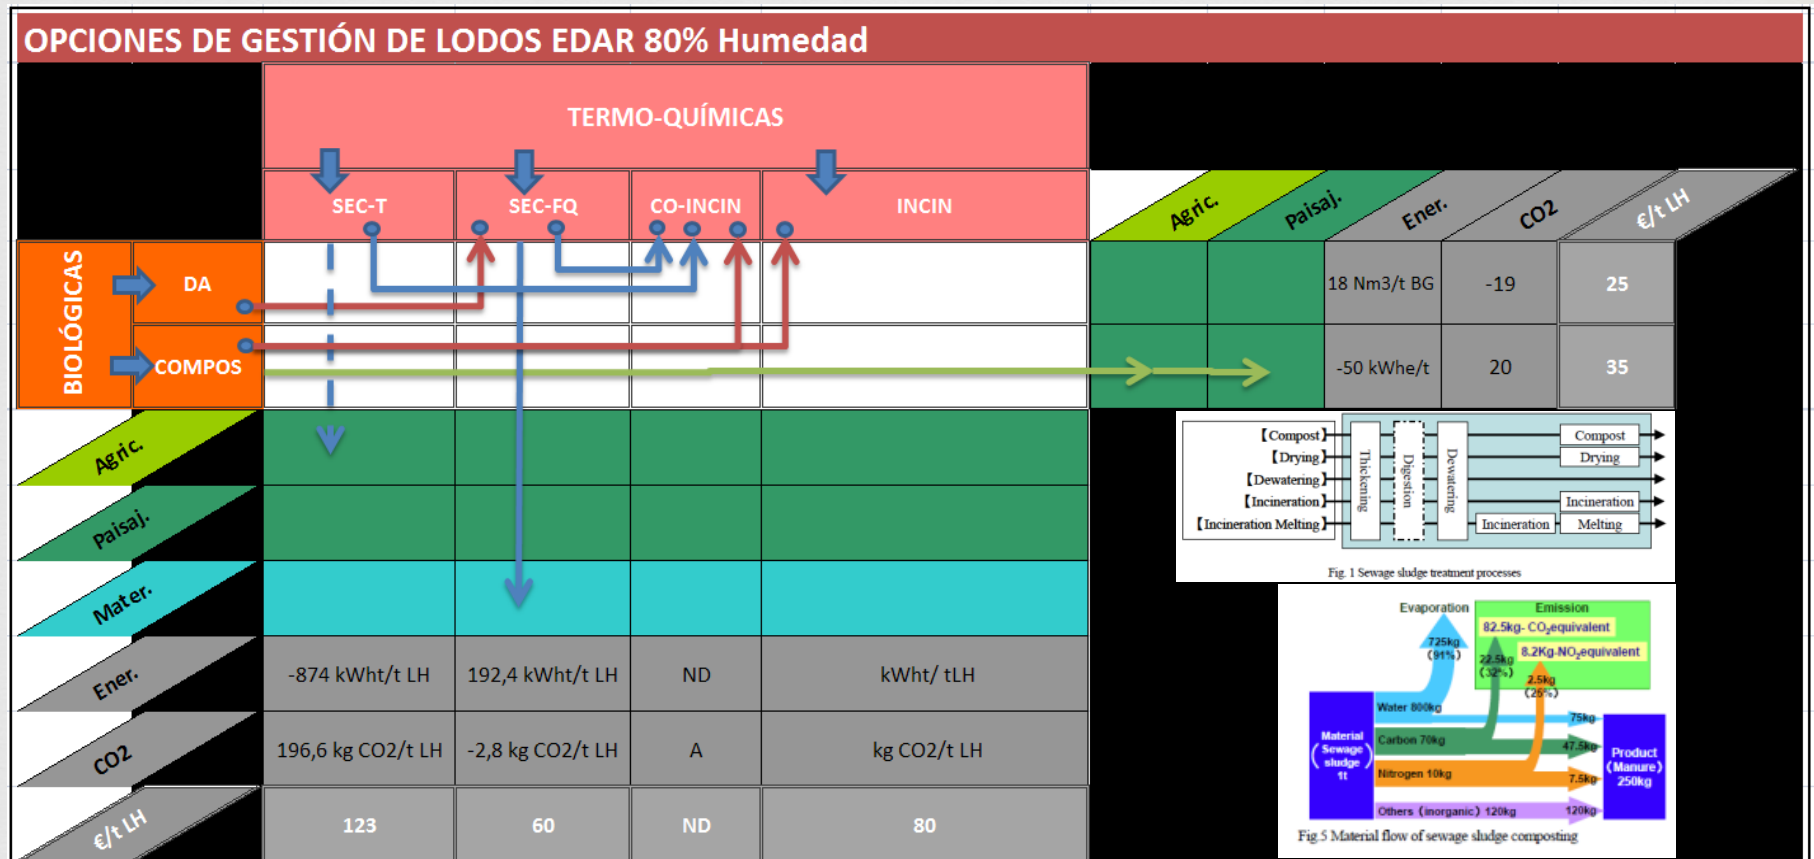 OPCIONES DE GESTIÓN DE LODOS EDAR 80% Humedad
TERMO-QUÍMICAS
SEC-T SEC-FQ CO-INCIN INCIN
Agric. Paisaj. Ener. CO2 €/t LH
BIOLÓGICAS
DA
18 Nm3/t BG -19 25
COMPOS
-50 kWhe/t 20 35
Agric.
Paisaj.
Mater.
Ener.
-874 kWht/t LH 192,4 kWht/t LH ND kWht/ tLH
CO2
196,6 kg CO2/t LH -2,8 kg CO2/t LH A kg CO2/t LH
€/t LH
123 60 ND 80
【Compost】
【Drying】
【Dewatering】
【Incineration】
【Incineration Melting】
Thickening
Digestion
Dewatering
Compost
Drying
Incineration
Incineration Melting
Fig. 1 Sewage sludge treatment processes
Evaporation
Emission
82.5kg- CO2equivalent
725kg
(91%)
8.2Kg-NO2equivalent
22.5kg
(32%)
2.5kg
(25%)
Material
(Sewage
sludge)
1t
Water 800kg
75kg
Carbon 70kg
47.5kg
Nitrogen 10kg
7.5kg
Others (inorganic) 120kg
120kg
Product
(Manure)
250kg
Fig.5 Material flow of sewage sludge composting